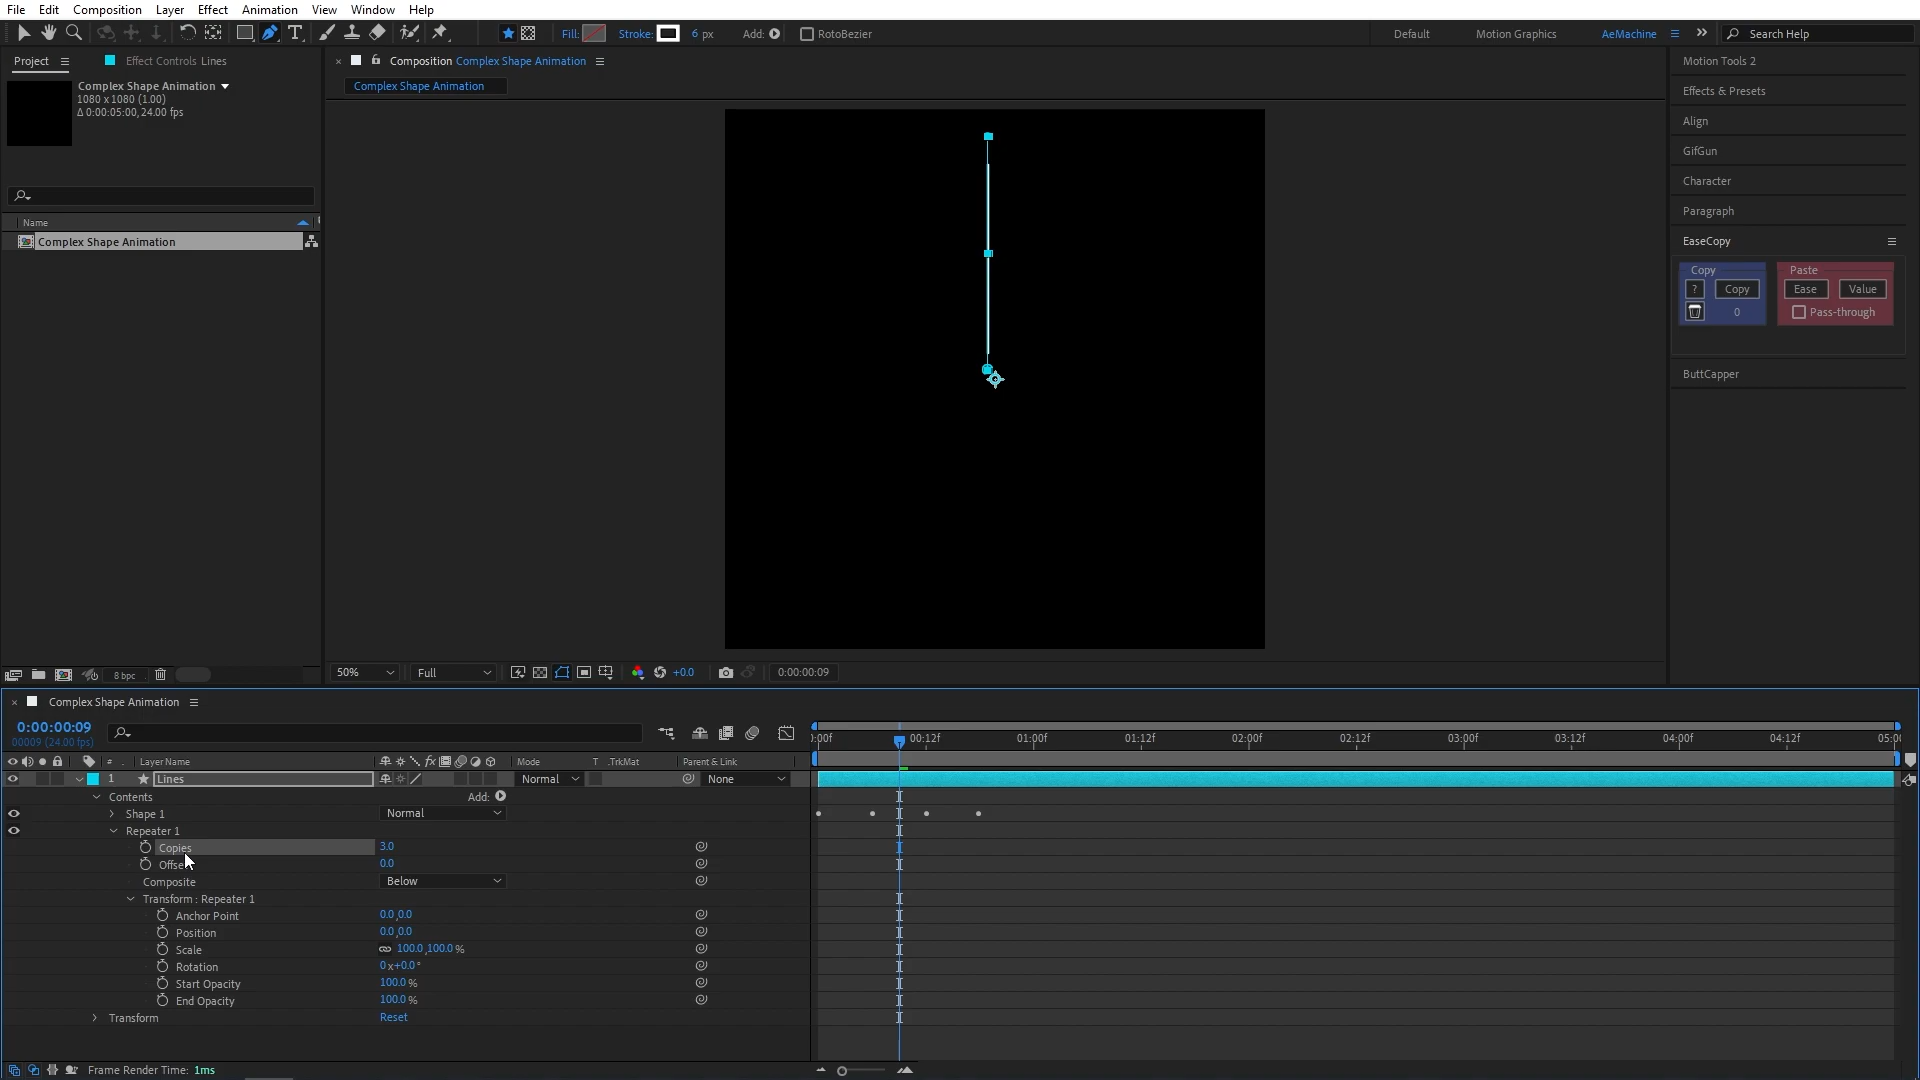 File Edit Composition Layer Effect Animation View Window Help
Fill: Stroke: 6 px Add: RotoBezier Default Motion Graphics AeMachine Search Help
Project Effect Controls Lines
Composition Complex Shape Animation
Complex Shape Animation
Complex Shape Animation
1080 x 1080 (1.00)
Δ 0:00:05:00, 24.00 fps
Name
Complex Shape Animation
8 bpc
50% Full +0.0 0:00:00:09
Motion Tools 2
Effects & Presets
Align
GifGun
Character
Paragraph
EaseCopy
Copy Paste
? Copy Ease Value
0 Pass-through
ButtCapper
Complex Shape Animation
0:00:00:09
00009 (24.00 fps)
:00f 00:12f 01:00f 01:12f 02:00f 02:12f 03:00f 03:12f 04:00f 04:12f 05:00
# Layer Name fx Mode T .TrkMat Parent & Link
1 Lines Normal None
Contents Add:
Shape 1 Normal
Repeater 1
Copies 3.0
Offse 0.0
Composite Below
Transform : Repeater 1
Anchor Point 0.0,0.0
Position 0.0,0.0
Scale 100.0,100.0 %
Rotation 0x+0.0°
Start Opacity 100.0 %
End Opacity 100.0 %
Transform Reset
Frame Render Time: 1ms